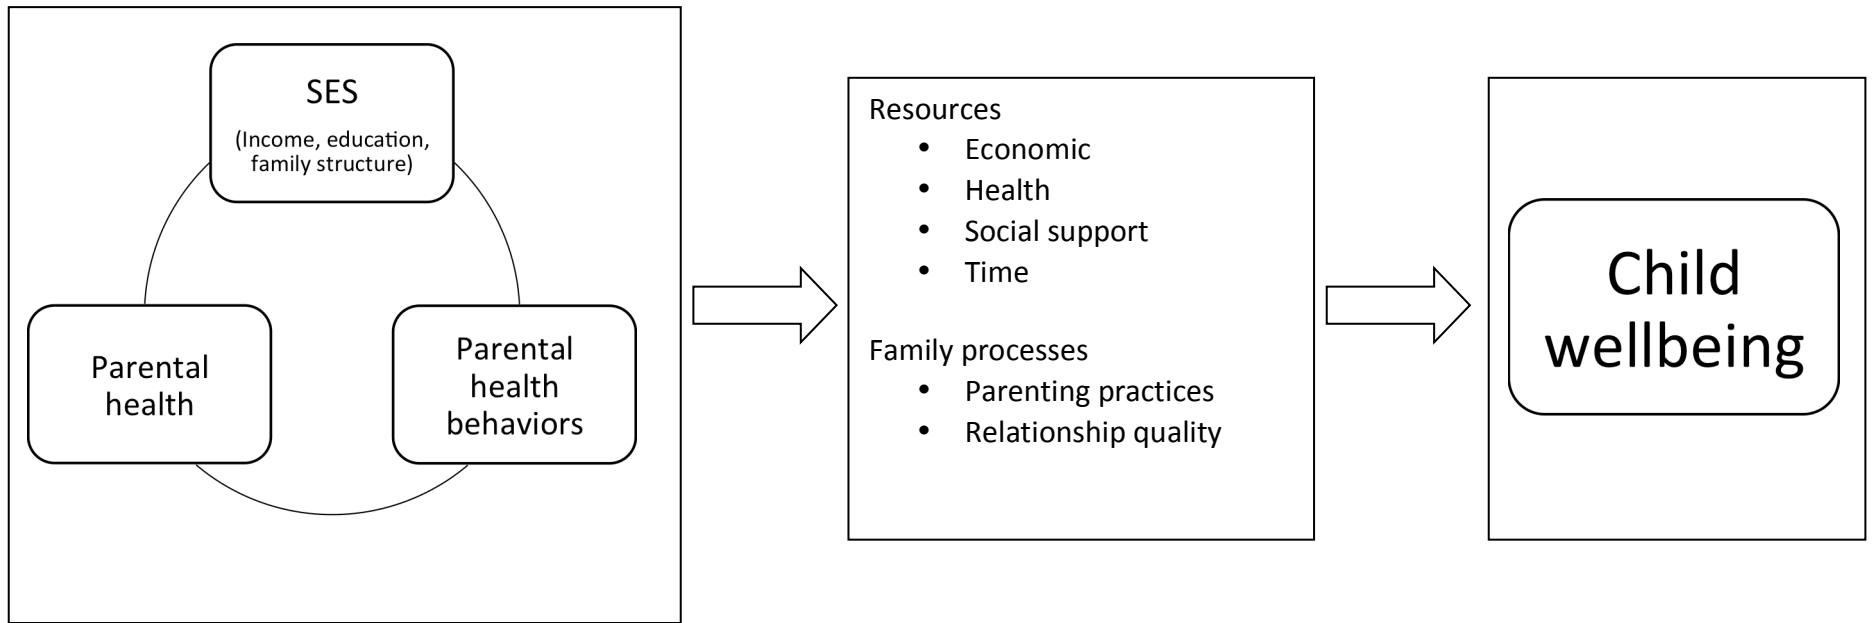 SES
(Income, education,
family structure)
Parental
health
Parental
health
behaviors
Resources
• Economic
• Health
• Social support
• Time
Family processes
• Parenting practices
• Relationship quality
Child
wellbeing